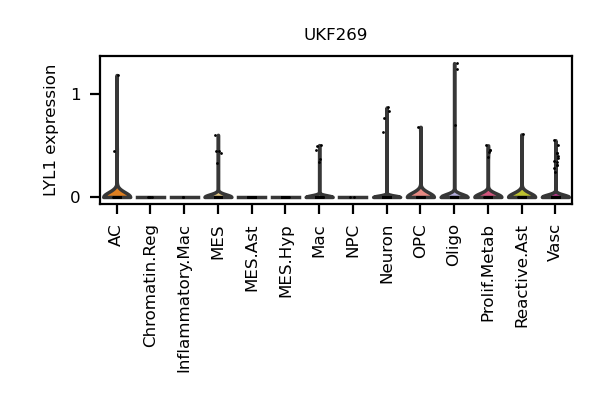 UKF269
LYL1 expression
1
0
AC
Chromatin.Reg
Inflammatory.Mac
MES
MES.Ast
MES.Hyp
Mac
NPC
Neuron
OPC
Oligo
Prolif.Metab
Reactive.Ast
Vasc